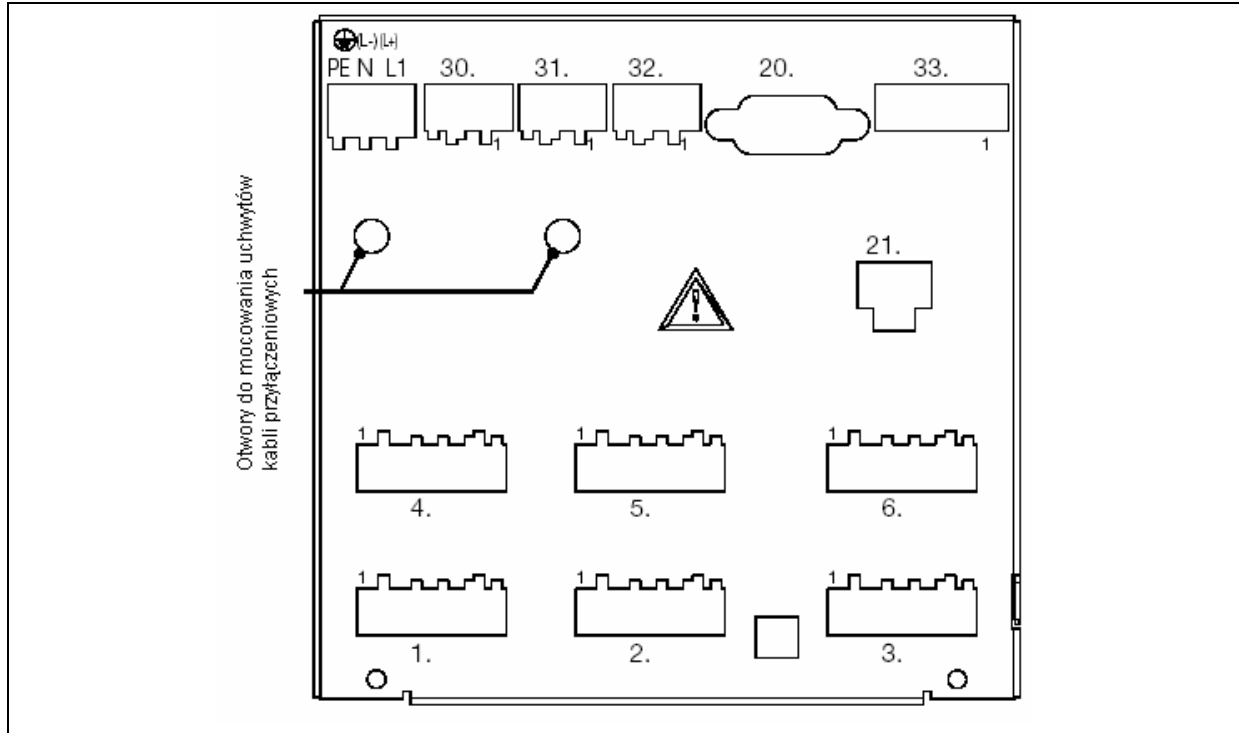 (L-) (L+)
PE N L1 30. 31. 32. 20. 33.
1 1 1 1
Otwory do mocowania uchwytów
kabli przyłączeniowych
21.
1 1 1
4. 5. 6.
1 1 1
1. 2. 3.